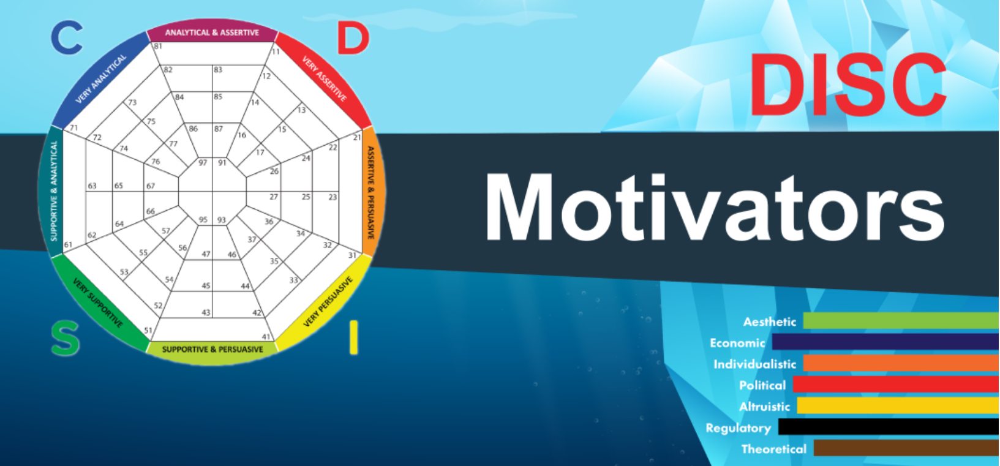 C
D
ANALYTICAL & ASSERTIVE
VERY ANALYTICAL
VERY ASSERTIVE
SUPPORTIVE & ANALYTICAL
ASSERTIVE & PERSUASIVE
VERY SUPPORTIVE
VERY PERSUASIVE
SUPPORTIVE & PERSUASIVE
S
I
81
11
82
83
12
84
85
14
73
13
75
86
87
16
15
71
72
21
74
77
17
22
76
97
91
24
26
63
65
67
27
25
23
66
95
93
36
64
57
37
34
62
61
56
47
46
32
31
55
35
53
54
45
44
33
52
43
42
51
41
DISC
Motivators
Aesthetic
Economic
Individualistic
Political
Altruistic
Regulatory
Theoretical